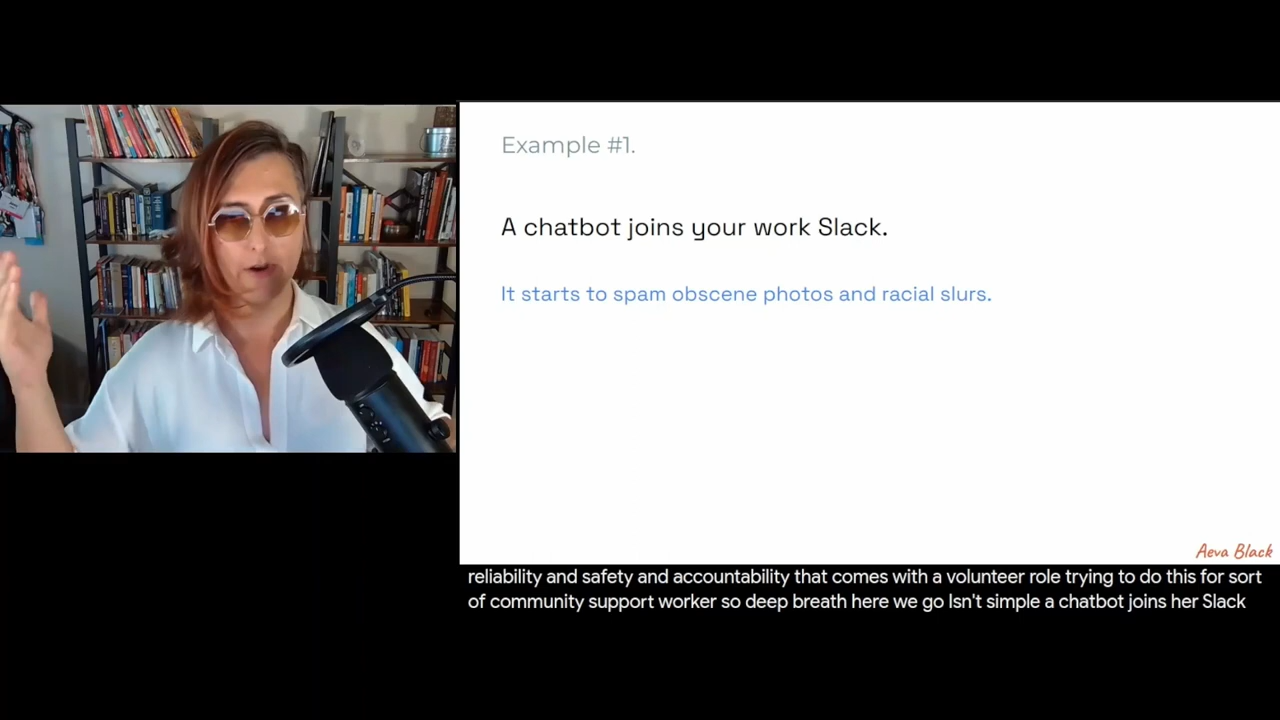 Example #1.
A chatbot joins your work Slack.
It starts to spam obscene photos and racial slurs.
Aeva Black
reliability and safety and accountability that comes with a volunteer role trying to do this for sort
of community support worker so deep breath here we go Isn't simple a chatbot joins her Slack